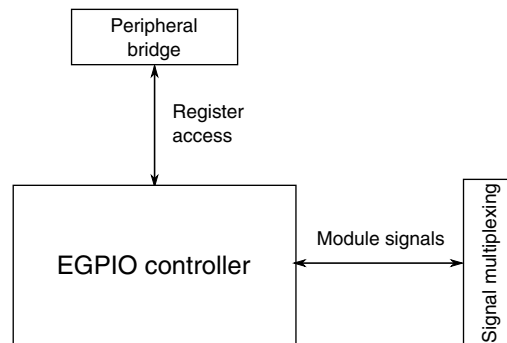 Peripheral
bridge
Register
access
EGPIO controller
Module signals
Signal multiplexing